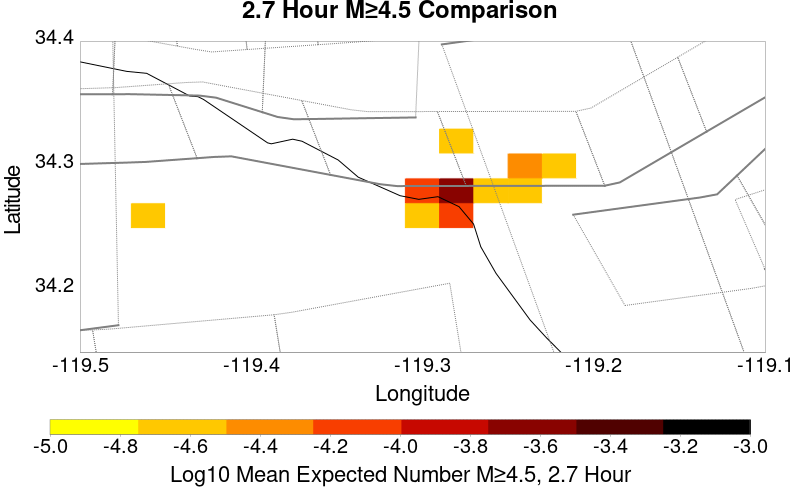 2.7 Hour M≥4.5 Comparison
34.4
34.3
34.2
Latitude
-119.5 -119.4 -119.3 -119.2 -119.1
Longitude
-5.0 -4.8 -4.6 -4.4 -4.2 -4.0 -3.8 -3.6 -3.4 -3.2 -3.0
Log10 Mean Expected Number M≥4.5, 2.7 Hour